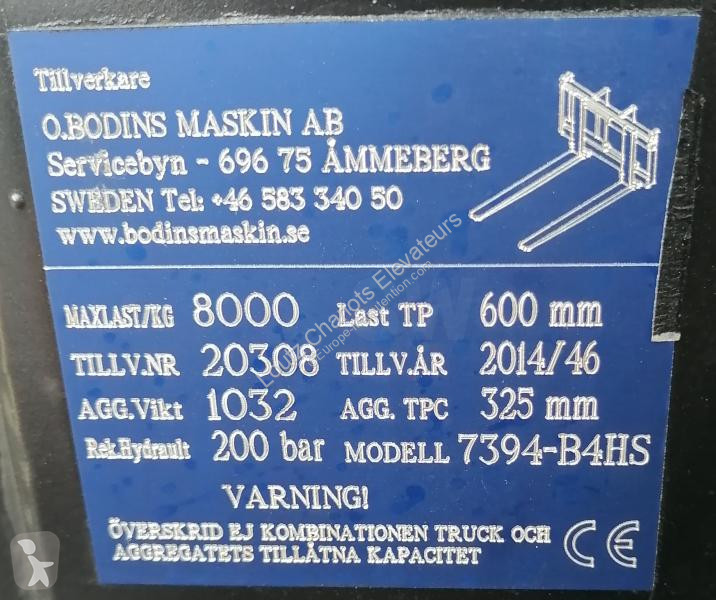 Tillverkare
O.BODINS MASKIN AB
Servicebyn - 696 75 ÅMMEBERG
SWEDEN Tel: +46 583 340 50
www.bodinsmaskin.se
MAXLAST/KG 8000 Last TP 600 mm
TILLV.NR 20308 TILLV.ÅR 2014/46
AGG.Vikt 1032 AGG. TPC 325 mm
Rek.Hydrault 200 bar MODELL 7394-B4HS
VARNING!
ÖVERSKRID EJ KOMBINATIONEN TRUCK OCH
AGGREGATETS TILLÅTNA KAPACITET
CE
Chariots Elevateurs